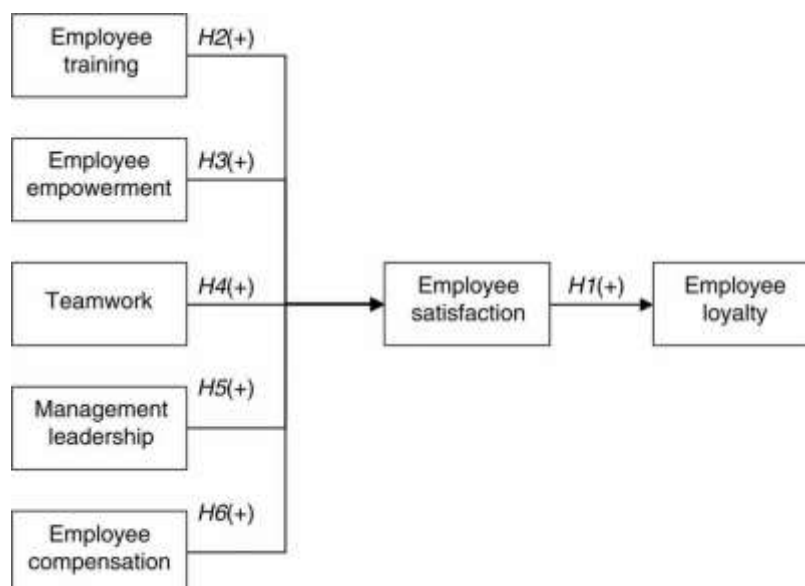 Employee
training
H2(+)
Employee
empowerment
H3(+)
Teamwork
H4(+)
Management
leadership
H5(+)
Employee
compensation
H6(+)
Employee
satisfaction
H1(+)
Employee
loyalty